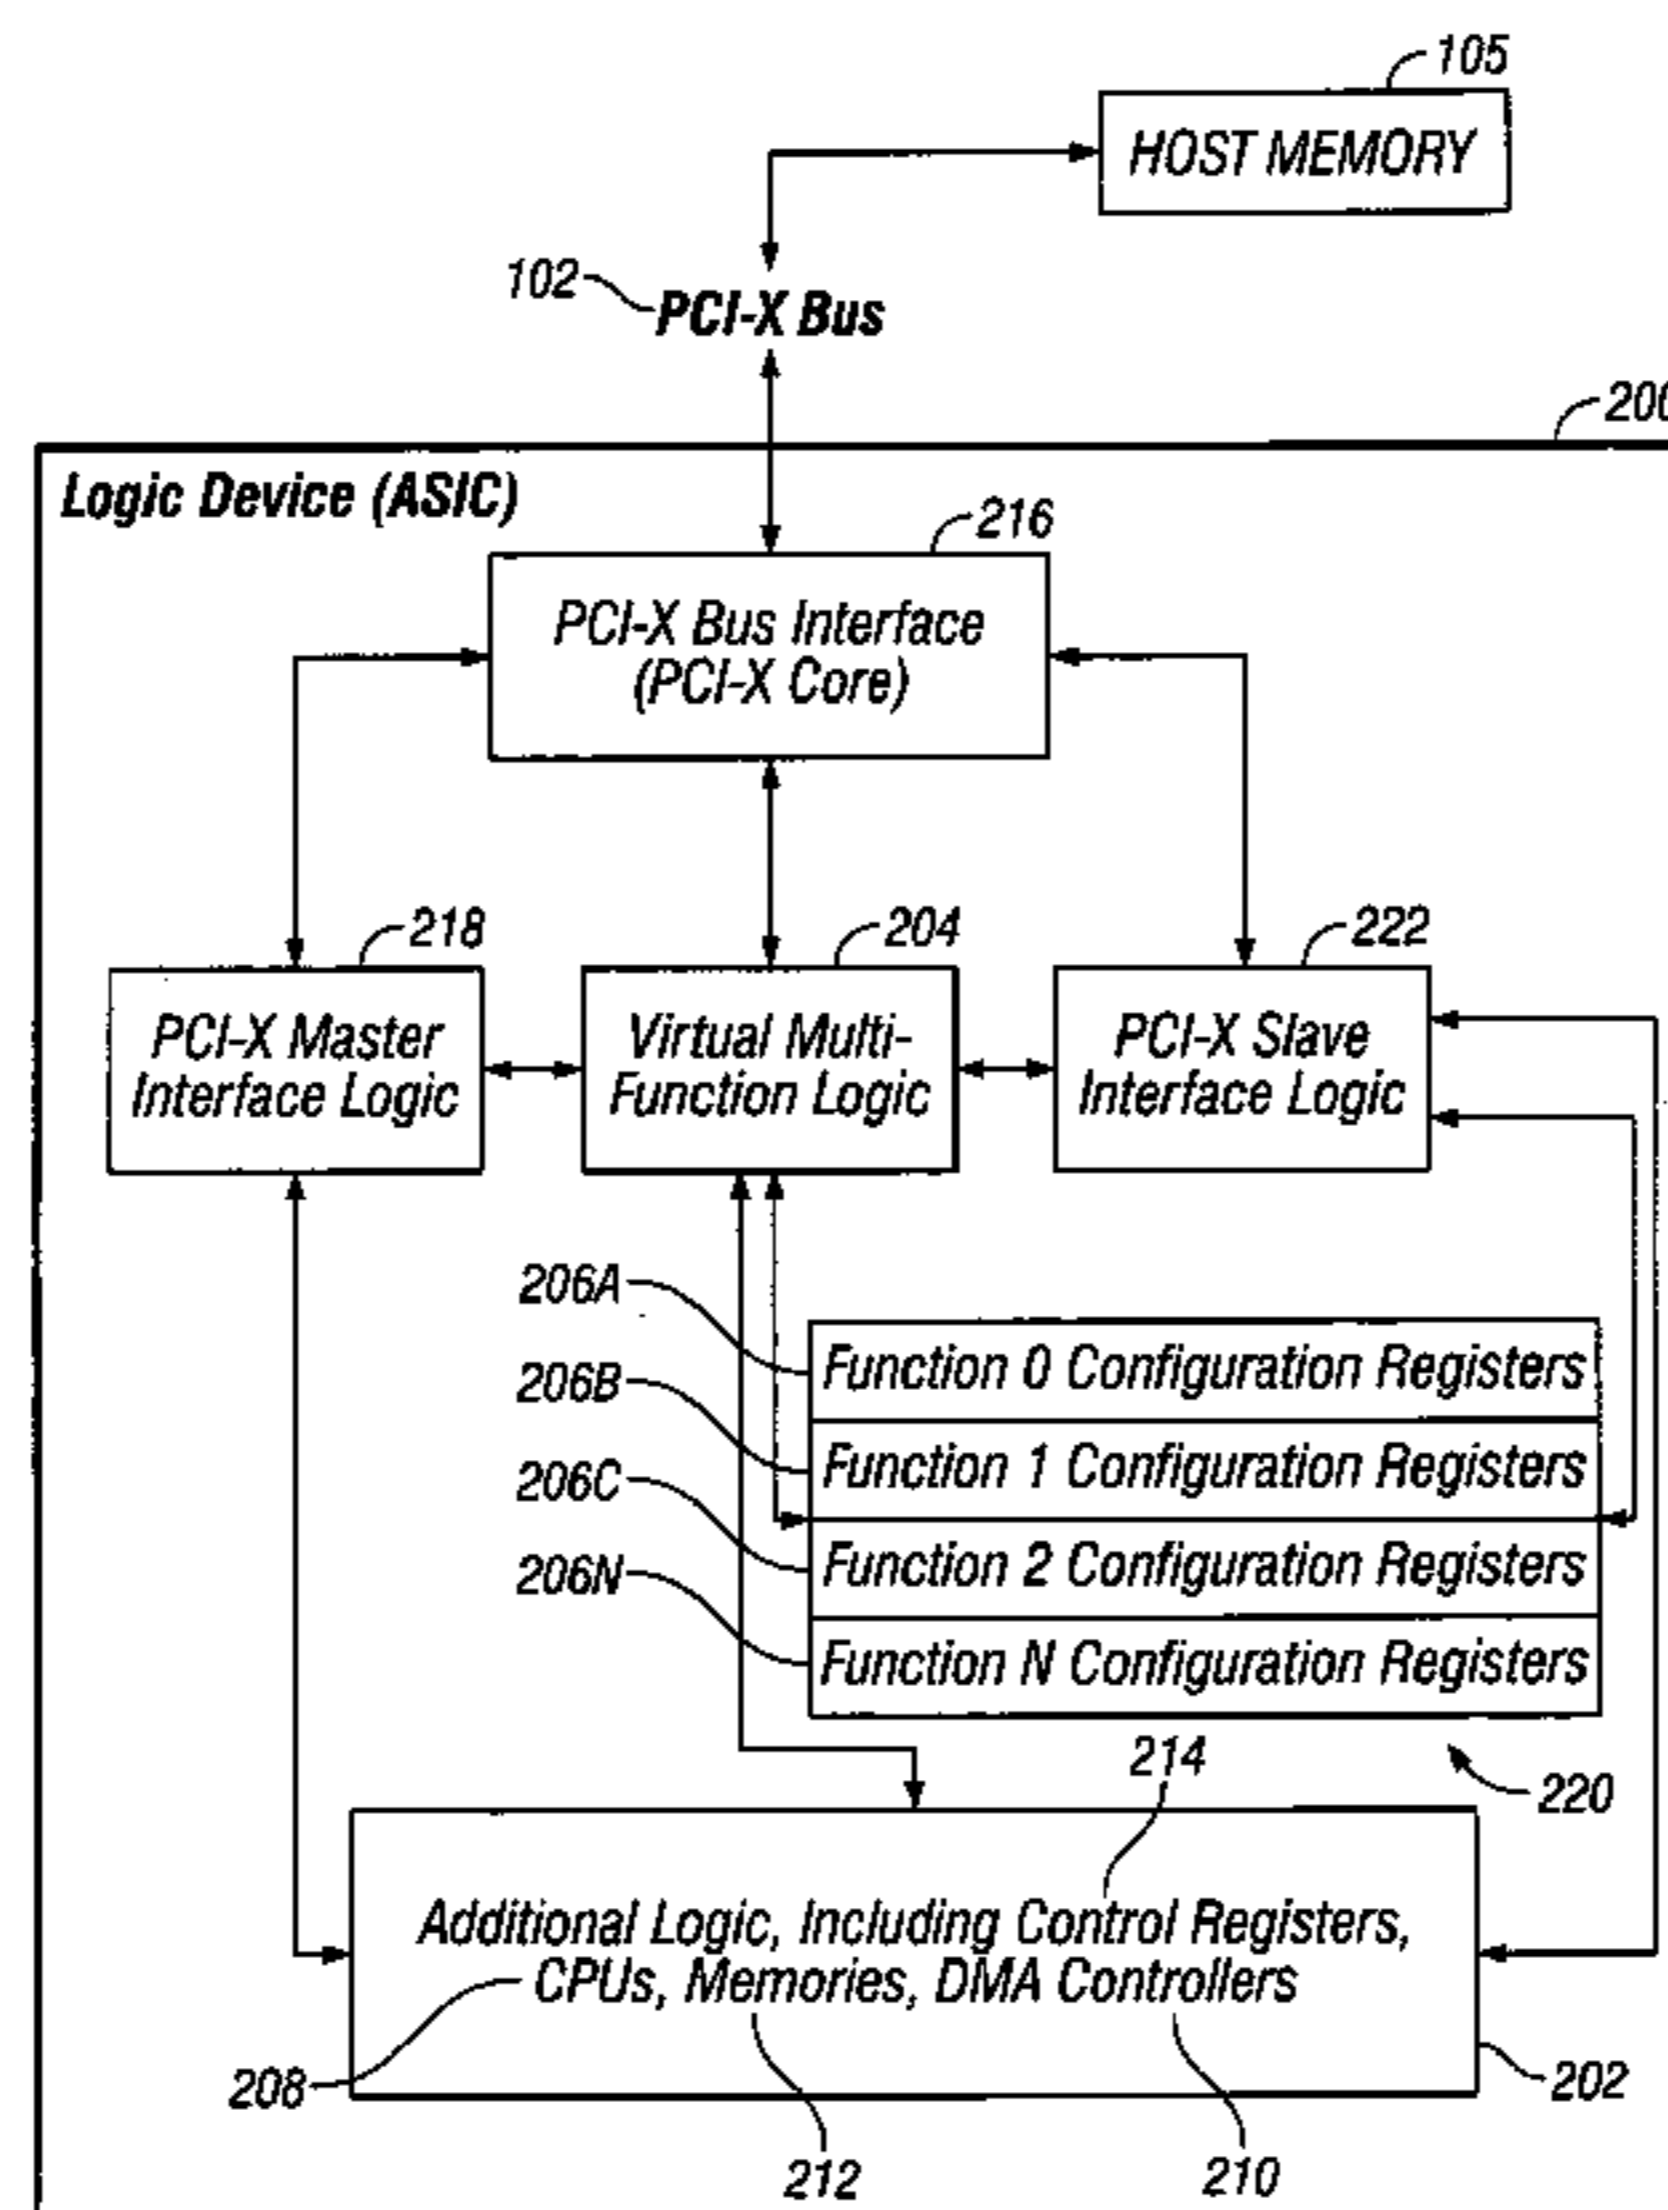 105
HOST MEMORY
102
PCI-X Bus
Logic Device (ASIC)
216
PCI-X Bus Interface
(PCI-X Core)
218
204
222
PCI-X Master
Interface Logic
Virtual Multi-
Function Logic
PCI-X Slave
Interface Logic
206A
Function 0 Configuration Registers
206B
Function 1 Configuration Registers
206C
Function 2 Configuration Registers
206N
Function N Configuration Registers
214
220
Additional Logic, Including Control Registers,
CPUs, Memories, DMA Controllers
208
202
212
210